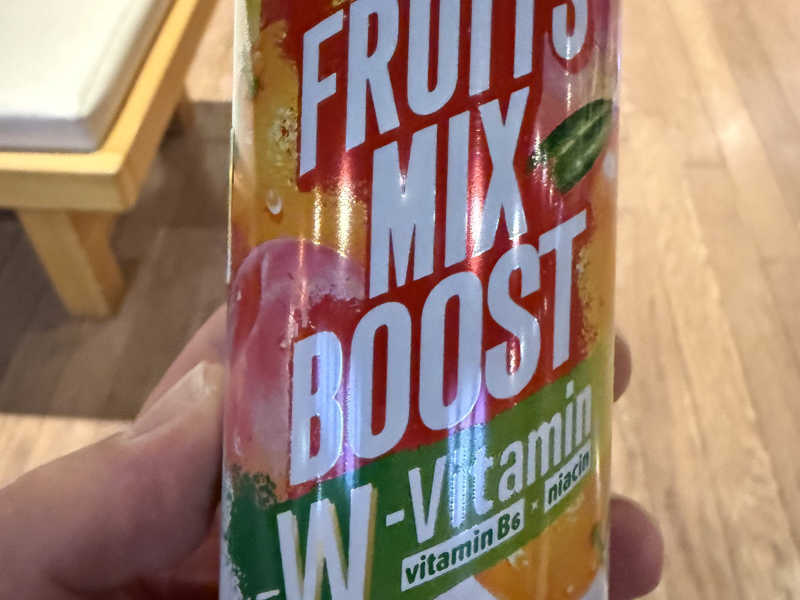 FRUITS
MIX
BOOST
W-vitamin
vitamin B6 × niacin